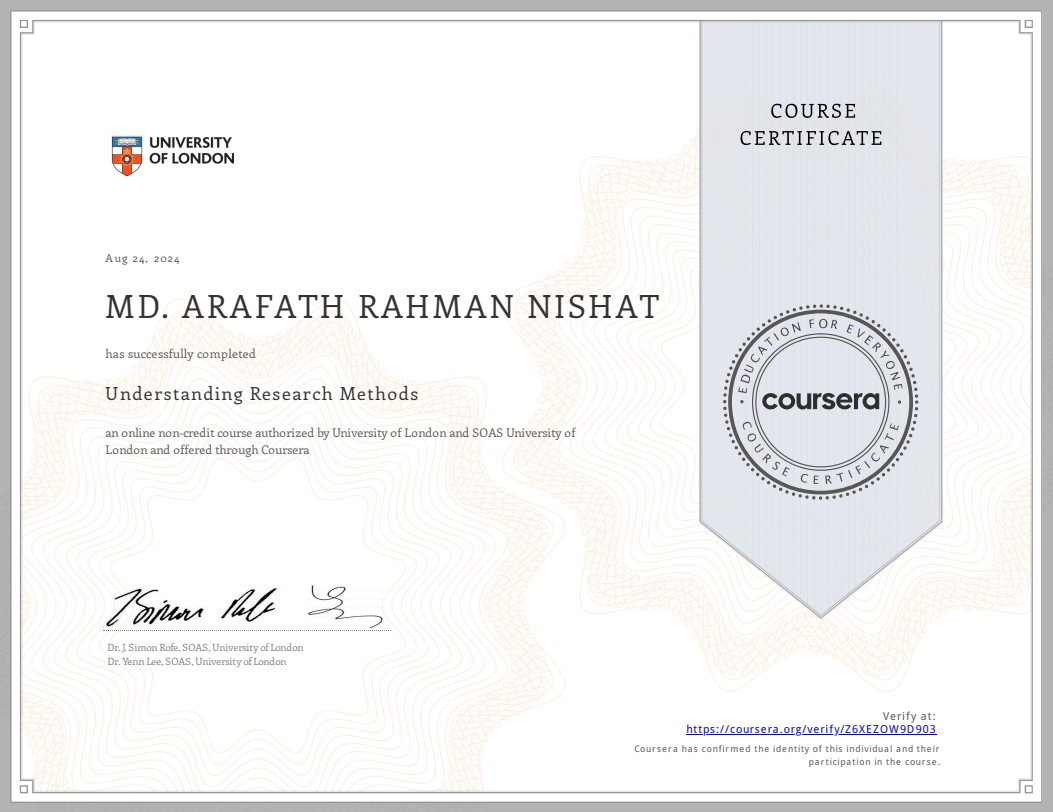 COURSE
CERTIFICATE
UNIVERSITY
OF LONDON
Aug 24, 2024
MD. ARAFATH RAHMAN NISHAT
has successfully completed
Understanding Research Methods
an online non-credit course authorized by University of London and SOAS University of
London and offered through Coursera
EDUCATION FOR EVERYONE
coursera
COURSE CERTIFICATE
Dr. J. Simon Rofe, SOAS, University of London
Dr. Yenn Lee, SOAS, University of London
Verify at:
https://coursera.org/verify/Z6XEZOW9D903
Coursera has confirmed the identity of this individual and their
participation in the course.